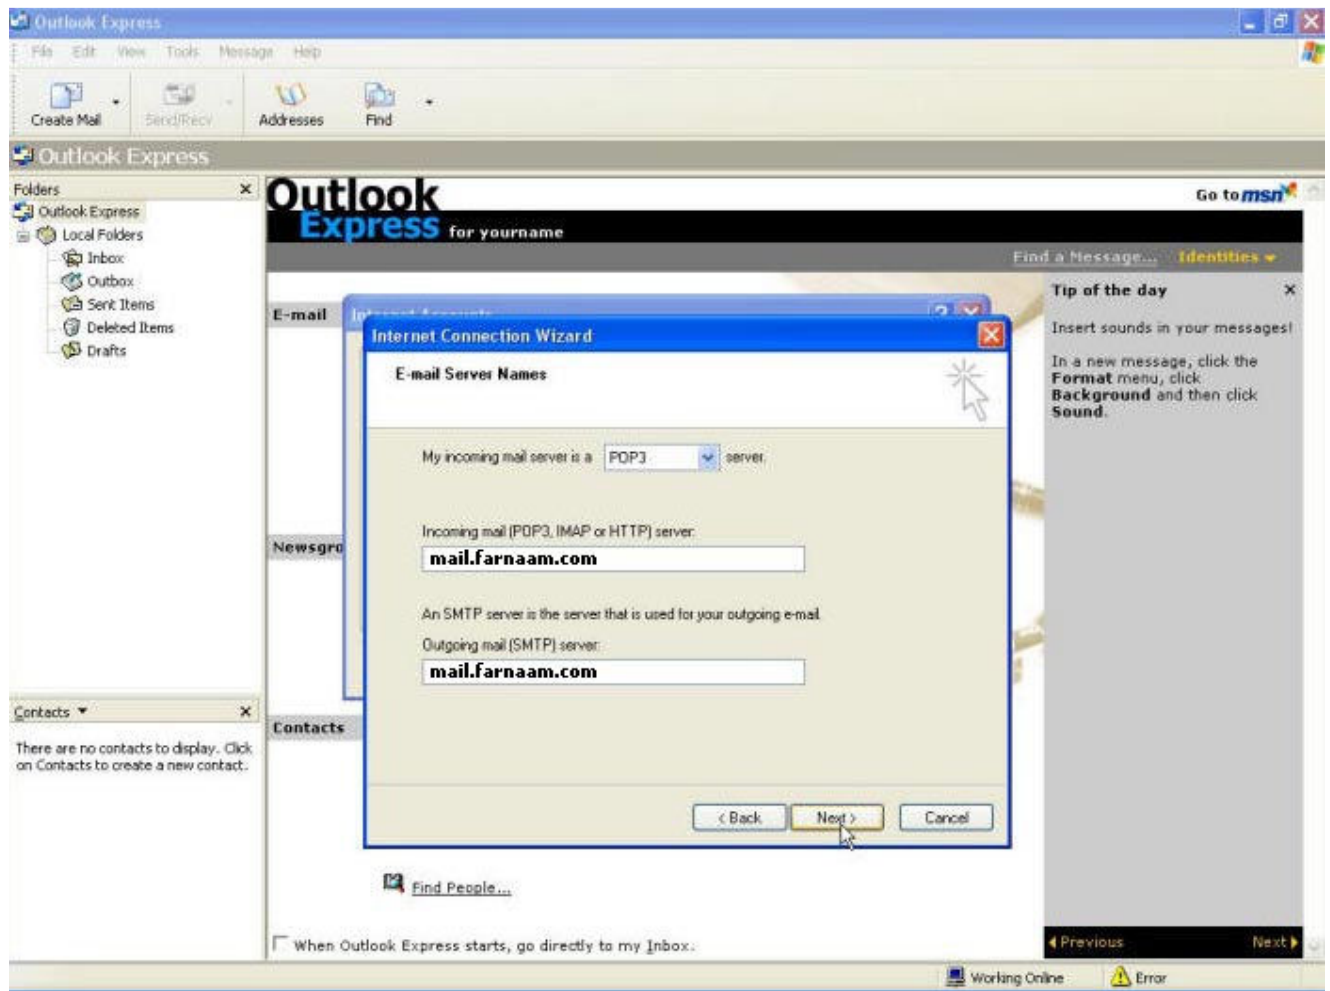 Outlook Express
File Edit View Tools Message Help
Create Mail
Send/Recv
Addresses
Find
Outlook Express
Folders
Outlook Express
Local Folders
Inbox
Outbox
Sent Items
Deleted Items
Drafts
Contacts
There are no contacts to display. Click
on Contacts to create a new contact.
Outlook
Express for yourname
Go to msn
Find a Message... Identities
E-mail
Newsgro
Contacts
Find People...
When Outlook Express starts, go directly to my Inbox.
Internet Accounts
Internet Connection Wizard
E-mail Server Names
My incoming mail server is a POP3 server.
Incoming mail (POP3, IMAP or HTTP) server:
mail.farnaam.com
An SMTP server is the server that is used for your outgoing e-mail.
Outgoing mail (SMTP) server:
mail.farnaam.com
< Back Next > Cancel
Tip of the day
Insert sounds in your messages!
In a new message, click the
Format menu, click
Background and then click
Sound.
Previous Next
Working Online Error